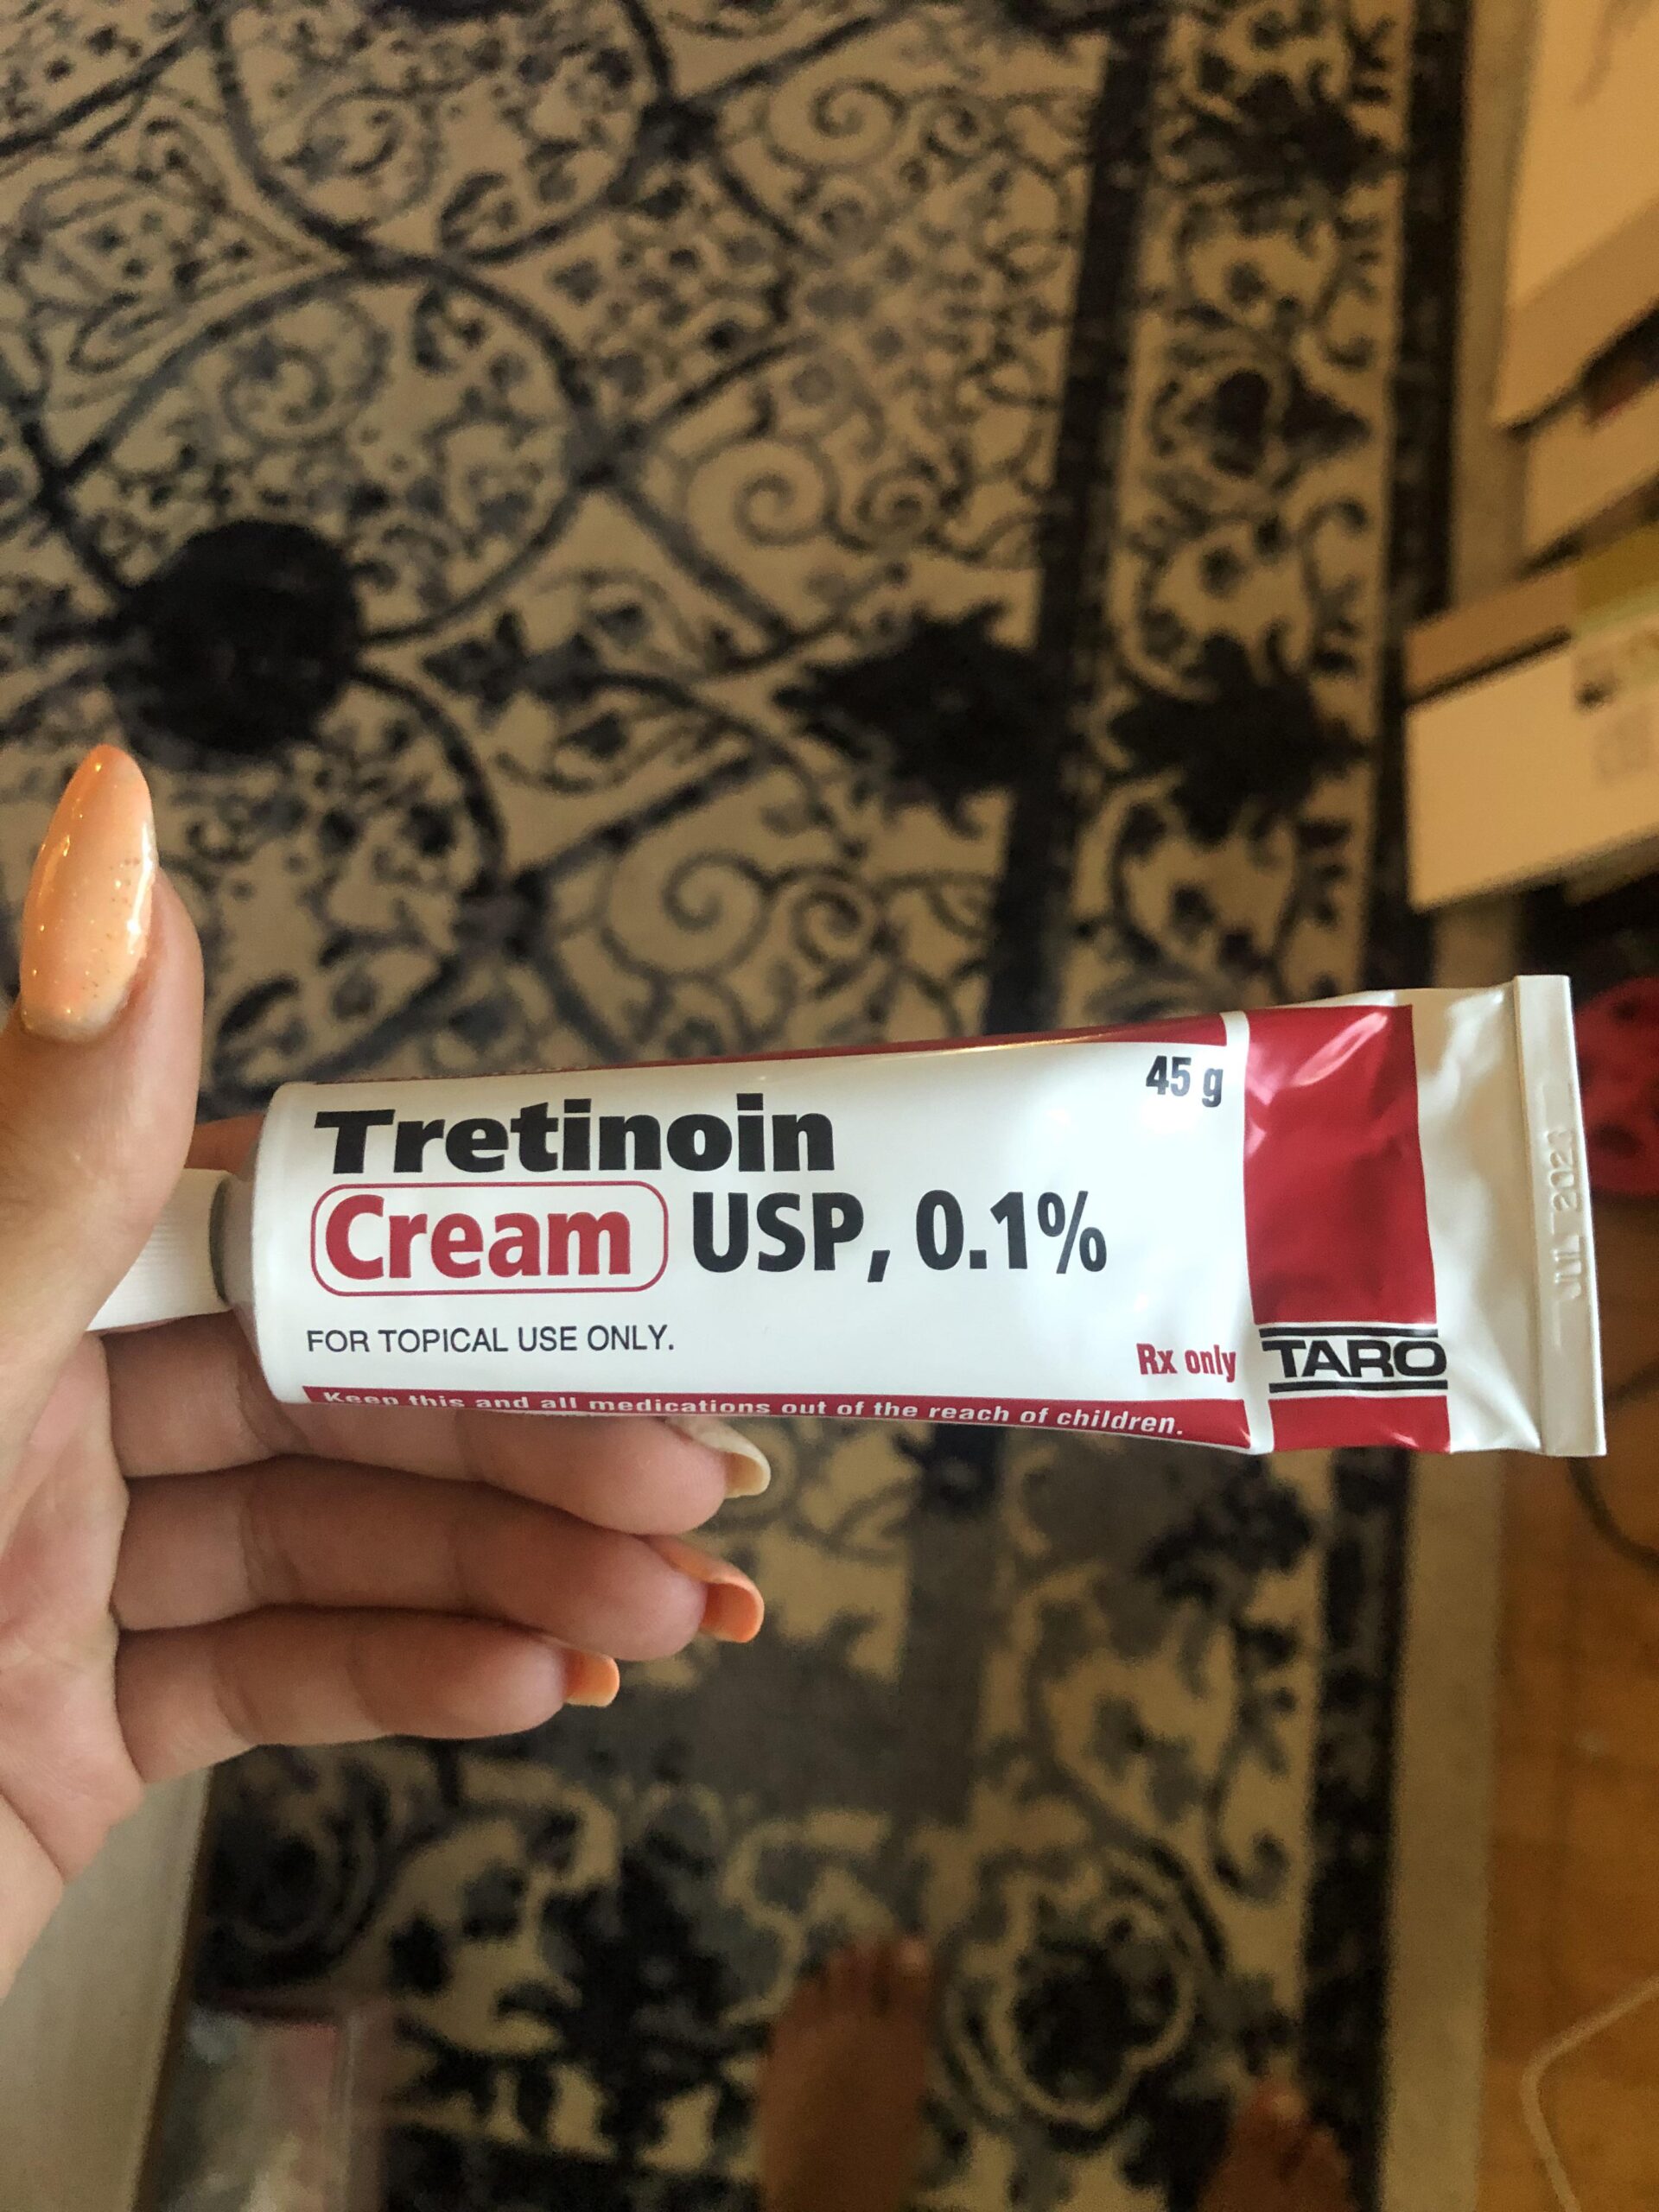 Tretinoin
Cream USP, 0.1%
45 g
FOR TOPICAL USE ONLY.
Rx only
TARO
Keep this and all medications out of the reach of children.